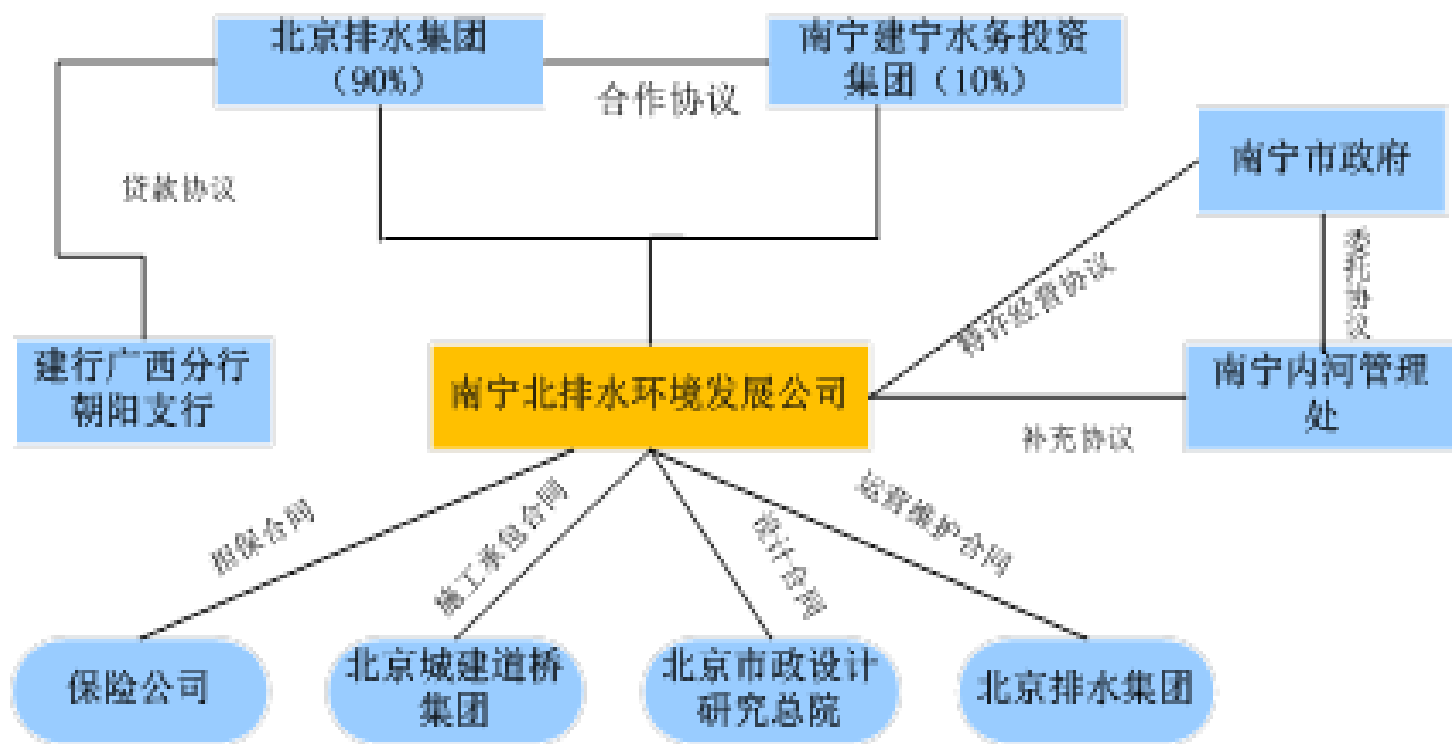 北京排水集团
（90%）
南宁建宁水务投资
集团（10%）
合作协议
南宁市政府
贷款协议
委托协议
特许经营协议
建行广西分行
朝阳支行
南宁北排水环境发展公司
南宁内河管理
处
补充协议
担保合同
施工承包合同
设计合同
运营维护合同
保险公司
北京城建道桥
集团
北京市政设计
研究总院
北京排水集团